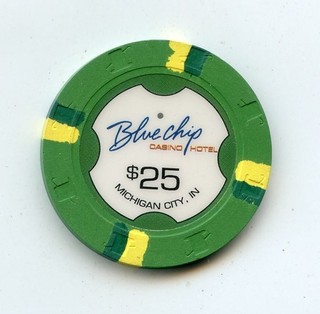 Blue chip
CASINO HOTEL
$25
MICHIGAN CITY, IN